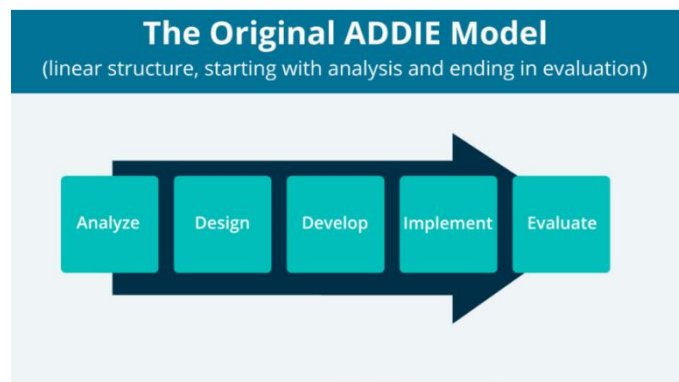 The Original ADDIE Model
(linear structure, starting with analysis and ending in evaluation)
Analyze
Design
Develop
Implement
Evaluate